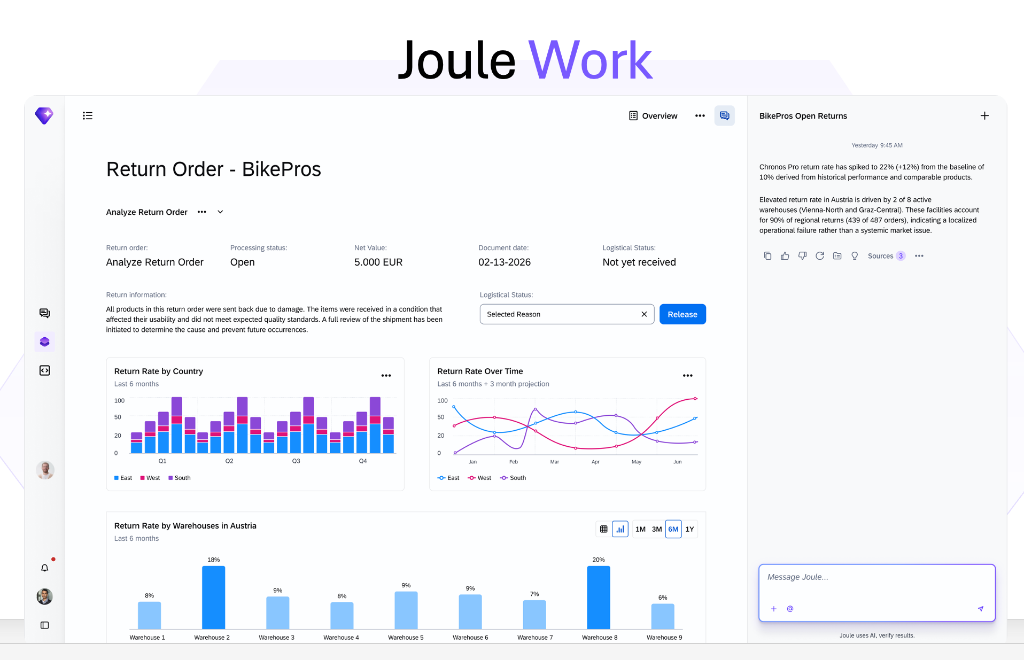 Joule Work
Overview
Return Order - BikePros
Analyze Return Order
Return order:
Analyze Return Order
Processing status:
Open
Net Value:
5.000 EUR
Document date:
02-13-2026
Logistical Status:
Not yet received
Return information:
All products in this return order were sent back due to damage. The items were received in a condition that
affected their usability and did not meet expected quality standards. A full review of the shipment has been
initiated to determine the cause and prevent future occurrences.
Logistical Status:
Selected Reason
Release
Return Rate by Country
Last 6 months
100
50
20
0
Q1 Q2 Q3 Q4
East West South
Return Rate Over Time
Last 6 months + 3 month projection
100
50
20
0
Jan Feb Mar Apr May Jun
East West South
Return Rate by Warehouses in Austria
Last 6 months
1M 3M 6M 1Y
8% 18% 9% 8% 9% 9% 7% 20% 6%
Warehouse 1 Warehouse 2 Warehouse 3 Warehouse 4 Warehouse 5 Warehouse 6 Warehouse 7 Warehouse 8 Warehouse 9
BikePros Open Returns
Yesterday 9:45 AM
Chronos Pro return rate has spiked to 22% (+12%) from the baseline of
10% derived from historical performance and comparable products.
Elevated return rate in Austria is driven by 2 of 8 active
warehouses (Vienna-North and Graz-Central). These facilities account
for 90% of regional returns (439 of 487 orders), indicating a localized
operational failure rather than a systemic market issue.
Sources 3
Message Joule...
Joule uses AI, verify results.